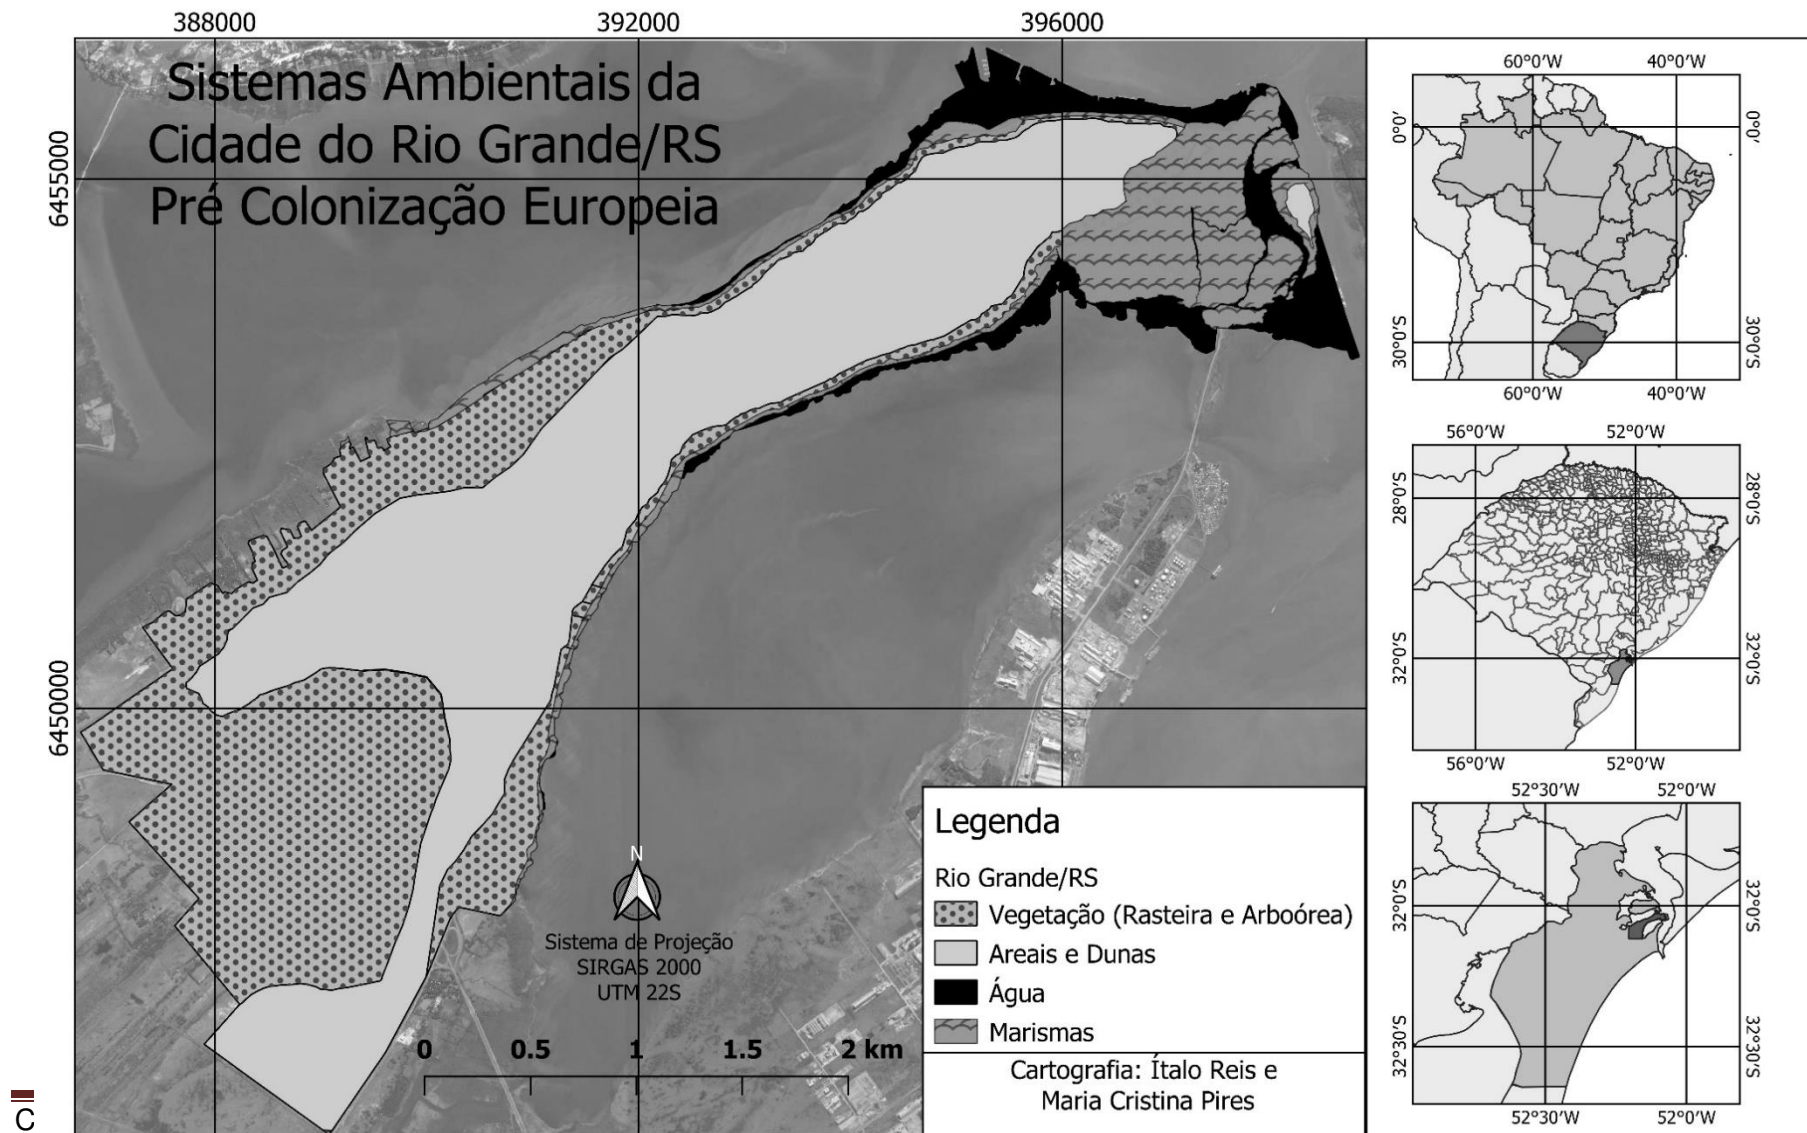 388000
392000
396000
Sistemas Ambientais da
Cidade do Rio Grande/RS
Pré Colonização Europeia
6455000
6450000
N
Sistema de Projeção
SIRGAS 2000
UTM 22S
0 0.5 1 1.5 2 km
Legenda
Rio Grande/RS
Vegetação (Rasteira e Arboórea)
Areais e Dunas
Água
Marismas
Cartografia: Ítalo Reis e
Maria Cristina Pires
60°0'W 40°0'W
0°0' 0°0'
30°0'S 30°0'S
60°0'W 40°0'W
56°0'W 52°0'W
28°0'S 28°0'S
32°0'S 32°0'S
56°0'W 52°0'W
52°30'W 52°0'W
32°0'S 32°0'S
32°30'S 32°30'S
52°30'W 52°0'W
C